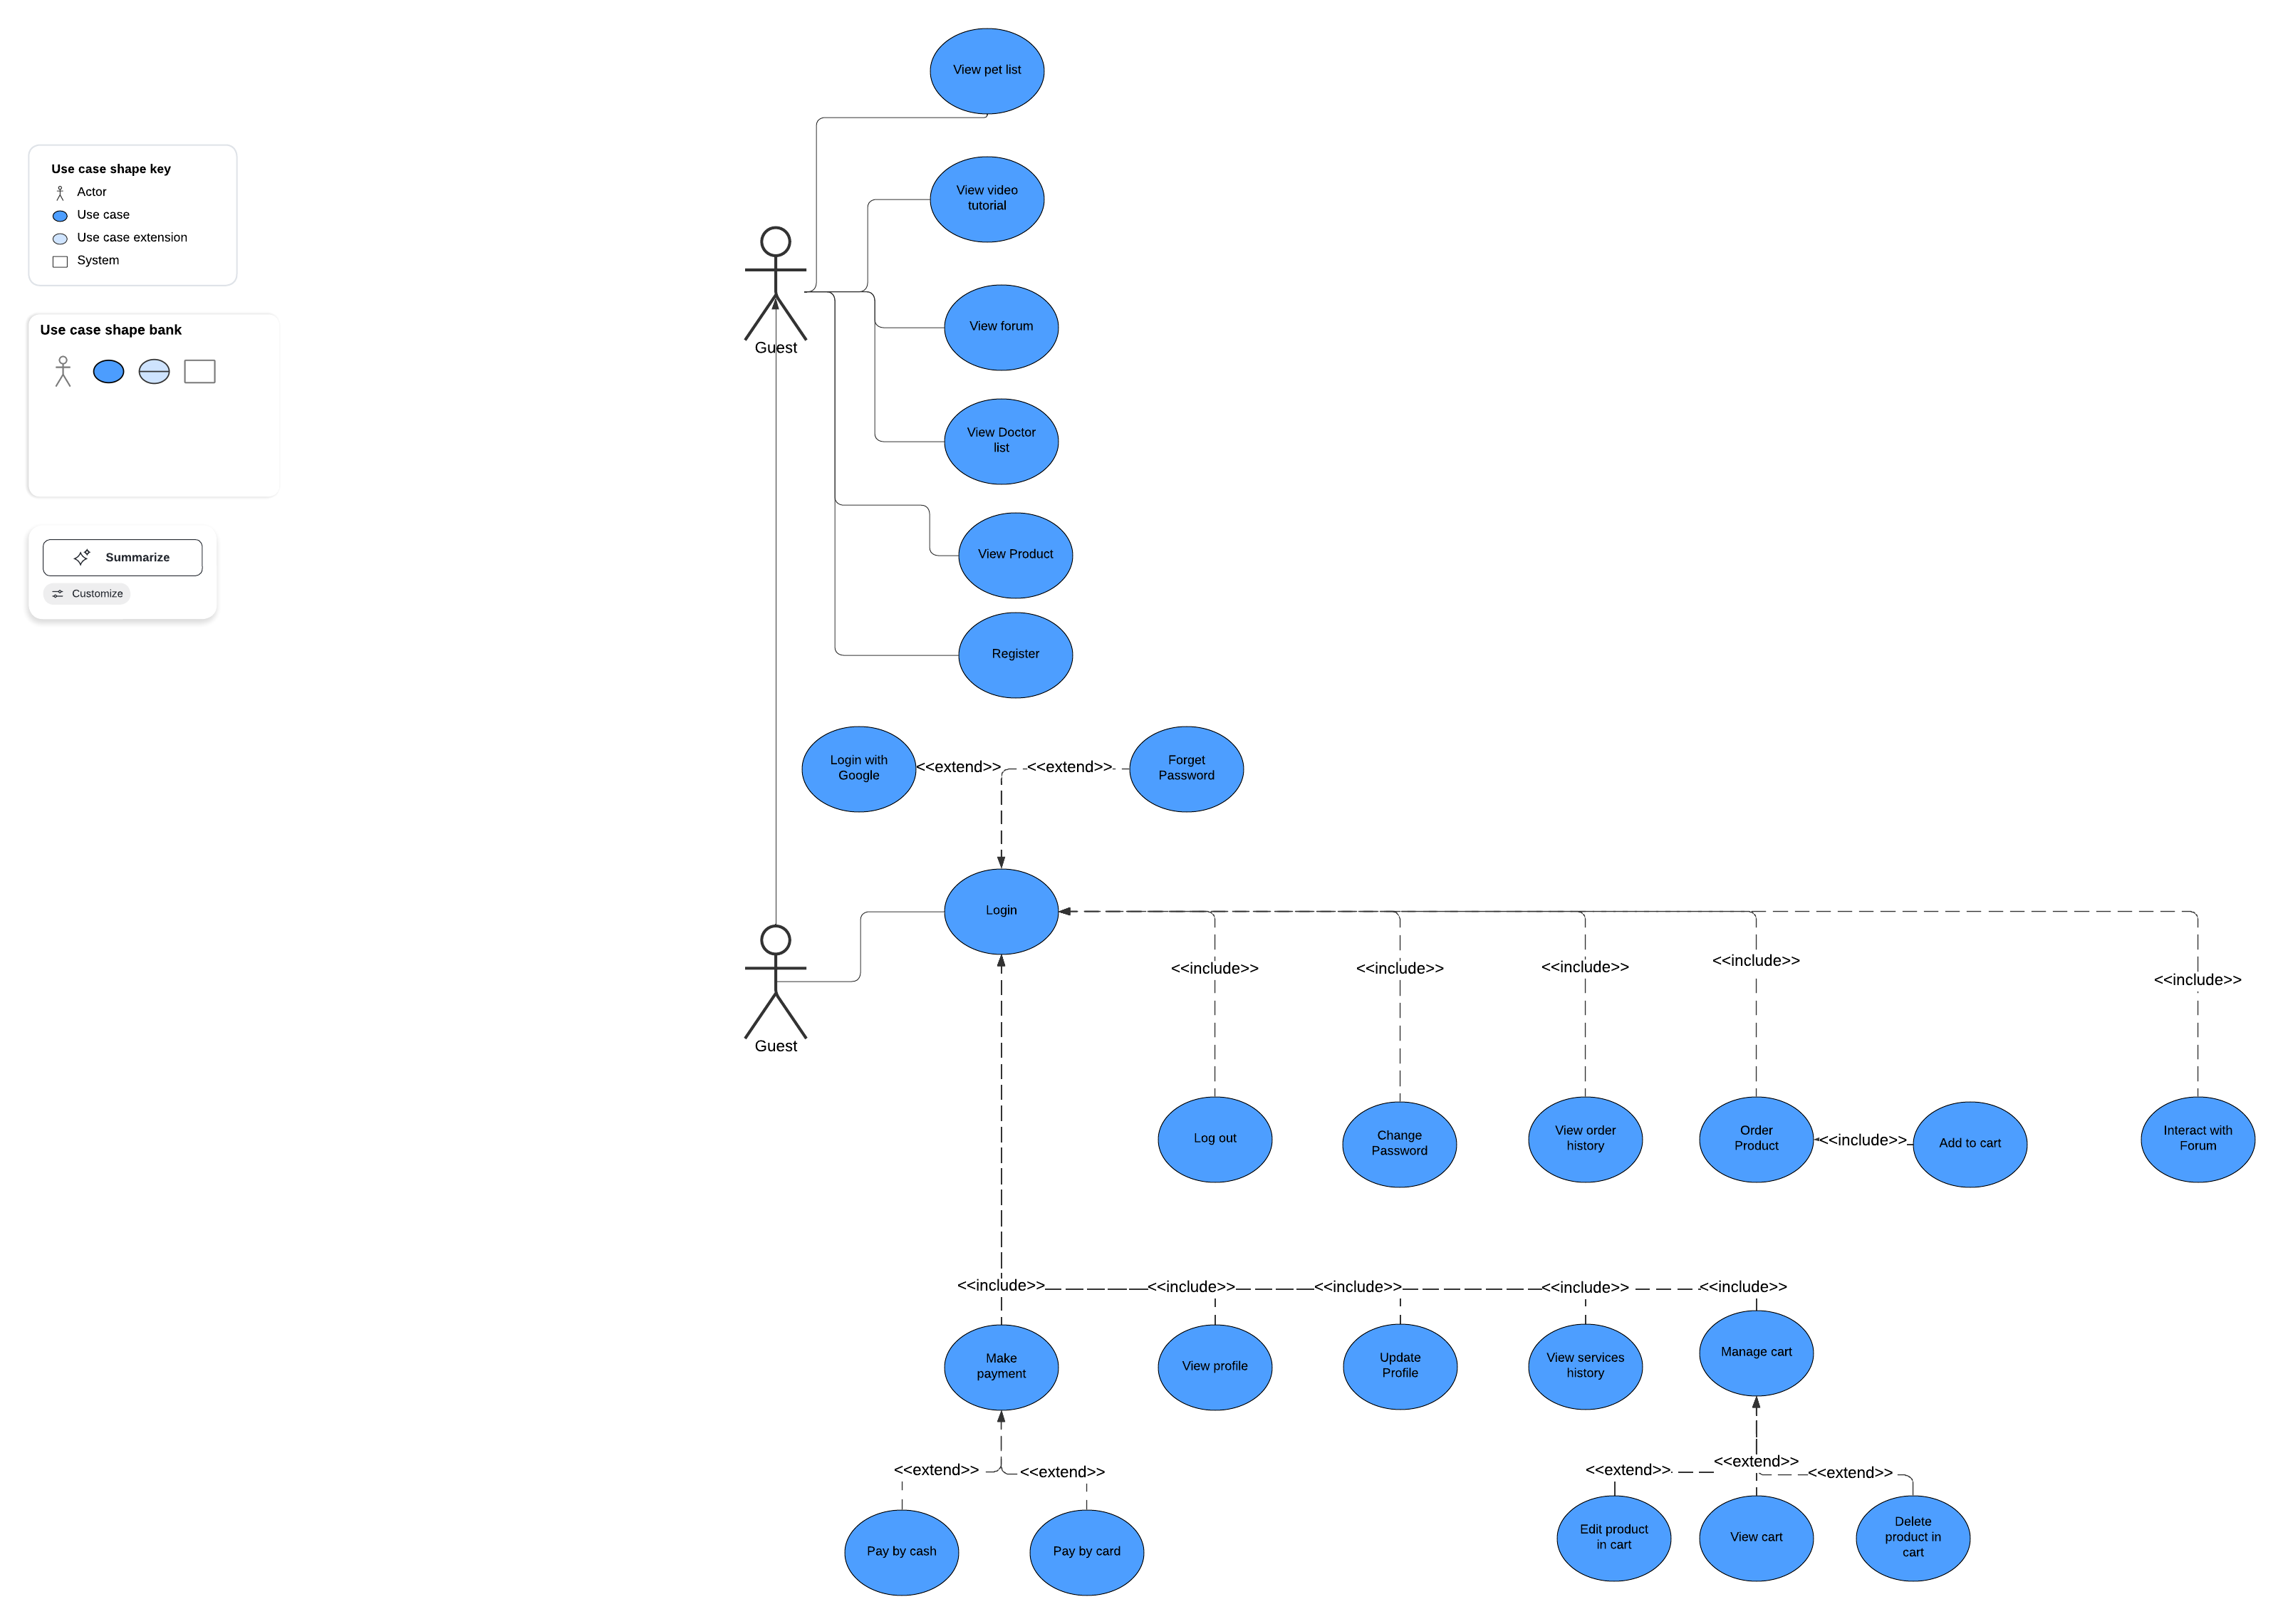 View pet list
Use case shape key
Actor
Use case
Use case extension
System
View video
tutorial
Use case shape bank
View forum
Guest
View Doctor
list
Summarize
Customize
View Product
Register
Login with
Google
<<extend>>
<<extend>>
Forget
Password
Login
<<include>>
<<include>>
<<include>>
<<include>>
<<include>>
Guest
Log out
Change
Password
View order
history
Order
Product
<<include>>
Add to cart
Interact with
Forum
<<include>>
<<include>>
<<include>>
<<include>>
<<include>>
Make
payment
View profile
Update
Profile
View services
history
Manage cart
<<extend>>
<<extend>>
<<extend>>
<<extend>>
<<extend>>
Pay by cash
Pay by card
Edit product
in cart
View cart
Delete
product in
cart